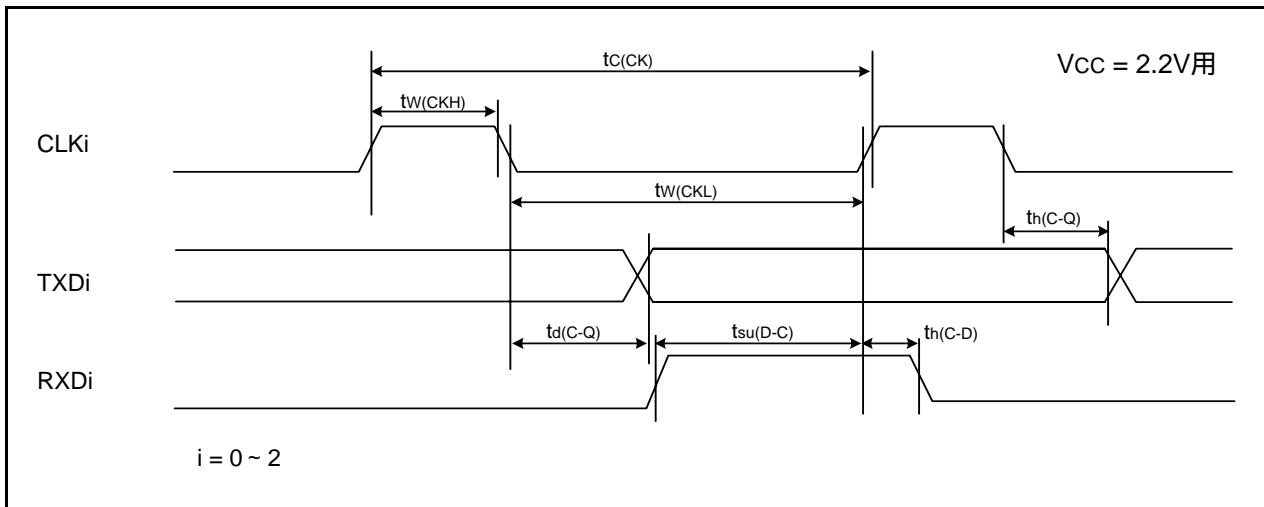 tC(CK)
VCC = 2.2V用
tW(CKH)
CLKi
tW(CKL)
th(C-Q)
TXDi
td(C-Q)
tsu(D-C)
th(C-D)
RXDi
i = 0 ~ 2